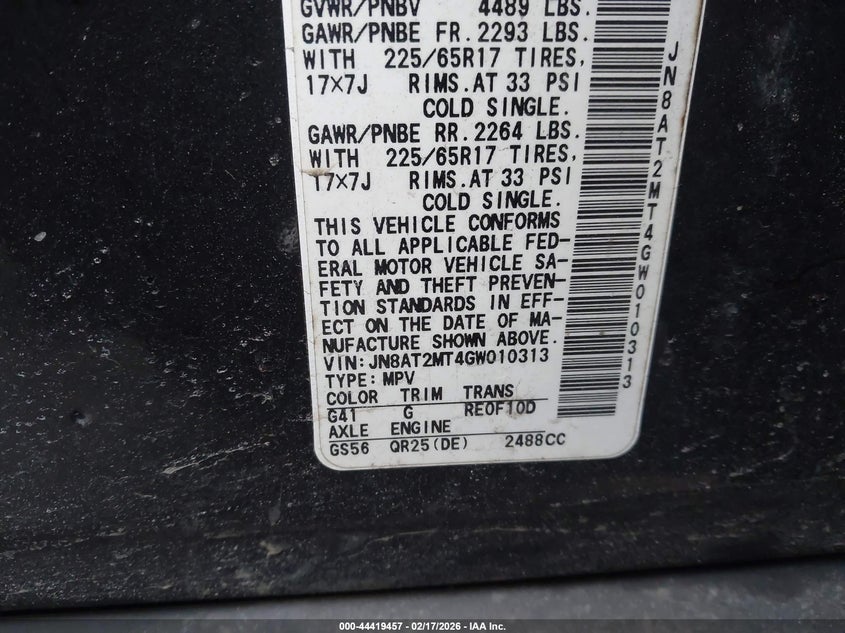 GVWR/PNBV 4489 LBS.
GAWR/PNBE FR.2293 LBS.
WITH 225/65R17 TIRES,
17×7J RIMS.AT 33 PSI
COLD SINGLE.
GAWR/PNBE RR.2264 LBS.
WITH 225/65R17 TIRES,
17×7J RIMS.AT 33 PSI
COLD SINGLE.
THIS VEHICLE CONFORMS
TO ALL APPLICABLE FED-
ERAL MOTOR VEHICLE SA-
FETY AND THEFT PREVEN-
TION STANDARDS IN EFF-
ECT ON THE DATE OF MA-
NUFACTURE SHOWN ABOVE.
VIN:JN8AT2MT4GW010313
TYPE:MPV
COLOR TRIM TRANS
G41 G RE0F10D
AXLE ENGINE
GS56 QR25(DE) 2488CC
JN8AT2MT4GW010313
000-44419457 - 02/17/2026 - IAA Inc.